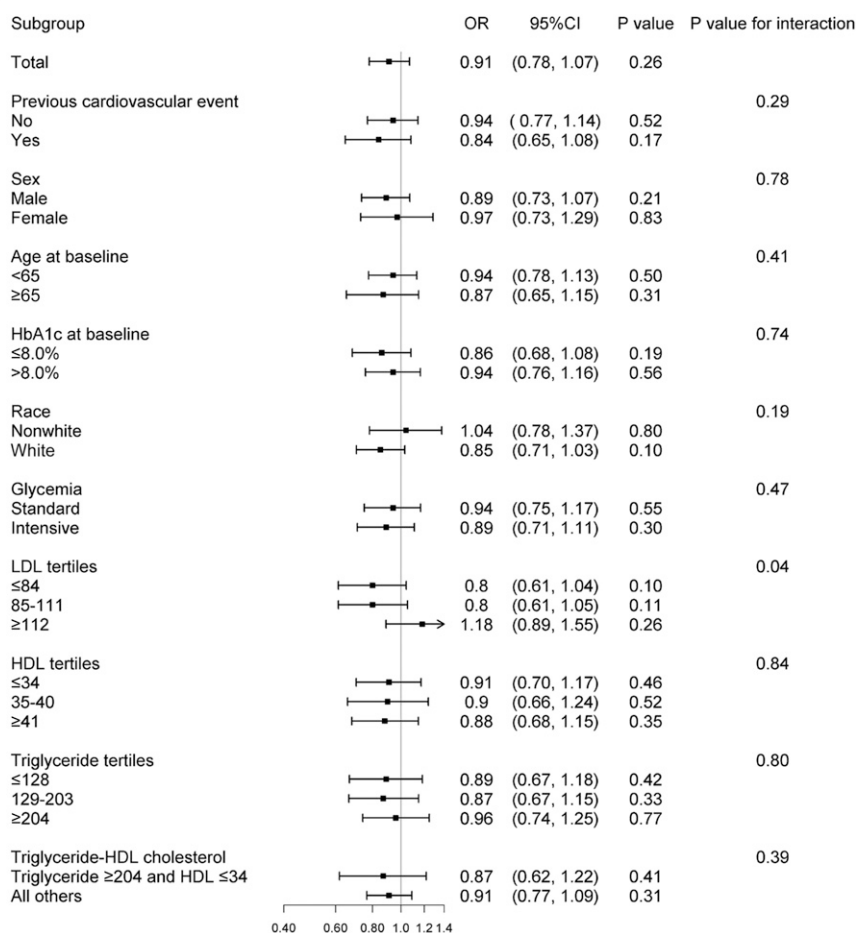 Subgroup OR 95%CI P value P value for interaction
Total 0.91 (0.78, 1.07) 0.26
Previous cardiovascular event 0.29
No 0.94 ( 0.77, 1.14) 0.52
Yes 0.84 (0.65, 1.08) 0.17
Sex 0.78
Male 0.89 (0.73, 1.07) 0.21
Female 0.97 (0.73, 1.29) 0.83
Age at baseline 0.41
<65 0.94 (0.78, 1.13) 0.50
≥65 0.87 (0.65, 1.15) 0.31
HbA1c at baseline 0.74
≤8.0% 0.86 (0.68, 1.08) 0.19
>8.0% 0.94 (0.76, 1.16) 0.56
Race 0.19
Nonwhite 1.04 (0.78, 1.37) 0.80
White 0.85 (0.71, 1.03) 0.10
Glycemia 0.47
Standard 0.94 (0.75, 1.17) 0.55
Intensive 0.89 (0.71, 1.11) 0.30
LDL tertiles 0.04
≤84 0.8 (0.61, 1.04) 0.10
85-111 0.8 (0.61, 1.05) 0.11
≥112 1.18 (0.89, 1.55) 0.26
HDL tertiles 0.84
≤34 0.91 (0.70, 1.17) 0.46
35-40 0.9 (0.66, 1.24) 0.52
≥41 0.88 (0.68, 1.15) 0.35
Triglyceride tertiles 0.80
≤128 0.89 (0.67, 1.18) 0.42
129-203 0.87 (0.67, 1.15) 0.33
≥204 0.96 (0.74, 1.25) 0.77
Triglyceride-HDL cholesterol 0.39
Triglyceride ≥204 and HDL ≤34 0.87 (0.62, 1.22) 0.41
All others 0.91 (0.77, 1.09) 0.31
0.40 0.60 0.80 1.0 1.2 1.4